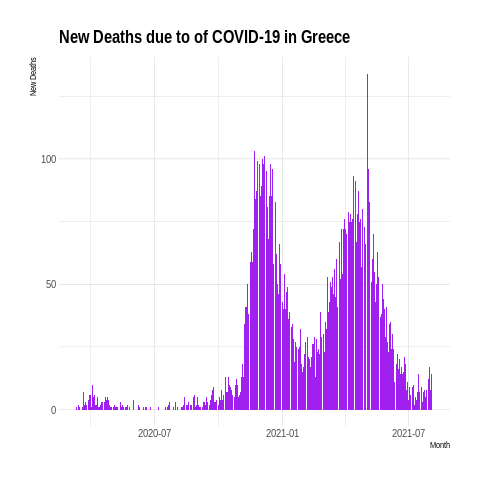 New Deaths due to of COVID-19 in Greece
New Deaths
100
50
0
2020-07
2021-01
2021-07
Month